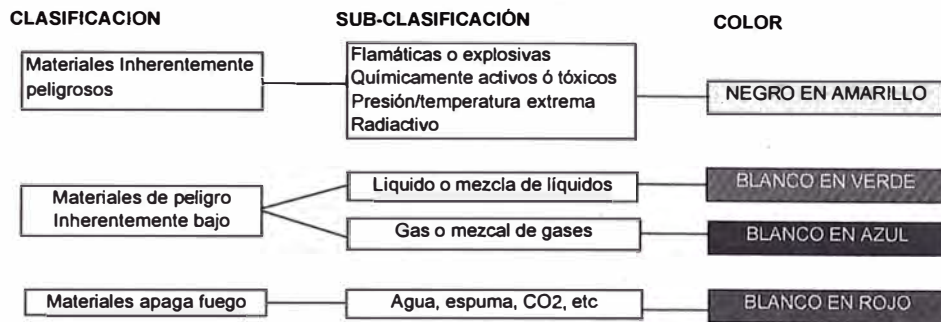 CLASIFICACION SUB-CLASIFICACIÓN COLOR
Materiales Inherentemente
peligrosos
Flamáticas o explosivas
Químicamente activos ó tóxicos
Presión/temperatura extrema
Radiactivo
NEGRO EN AMARILLO
Materiales de peligro
Inherentemente bajo
Liquido o mezcla de líquidos
BLANCO EN VERDE
Gas o mezcal de gases
BLANCO EN AZUL
Materiales apaga fuego
Agua, espuma, CO2, etc
BLANCO EN ROJO